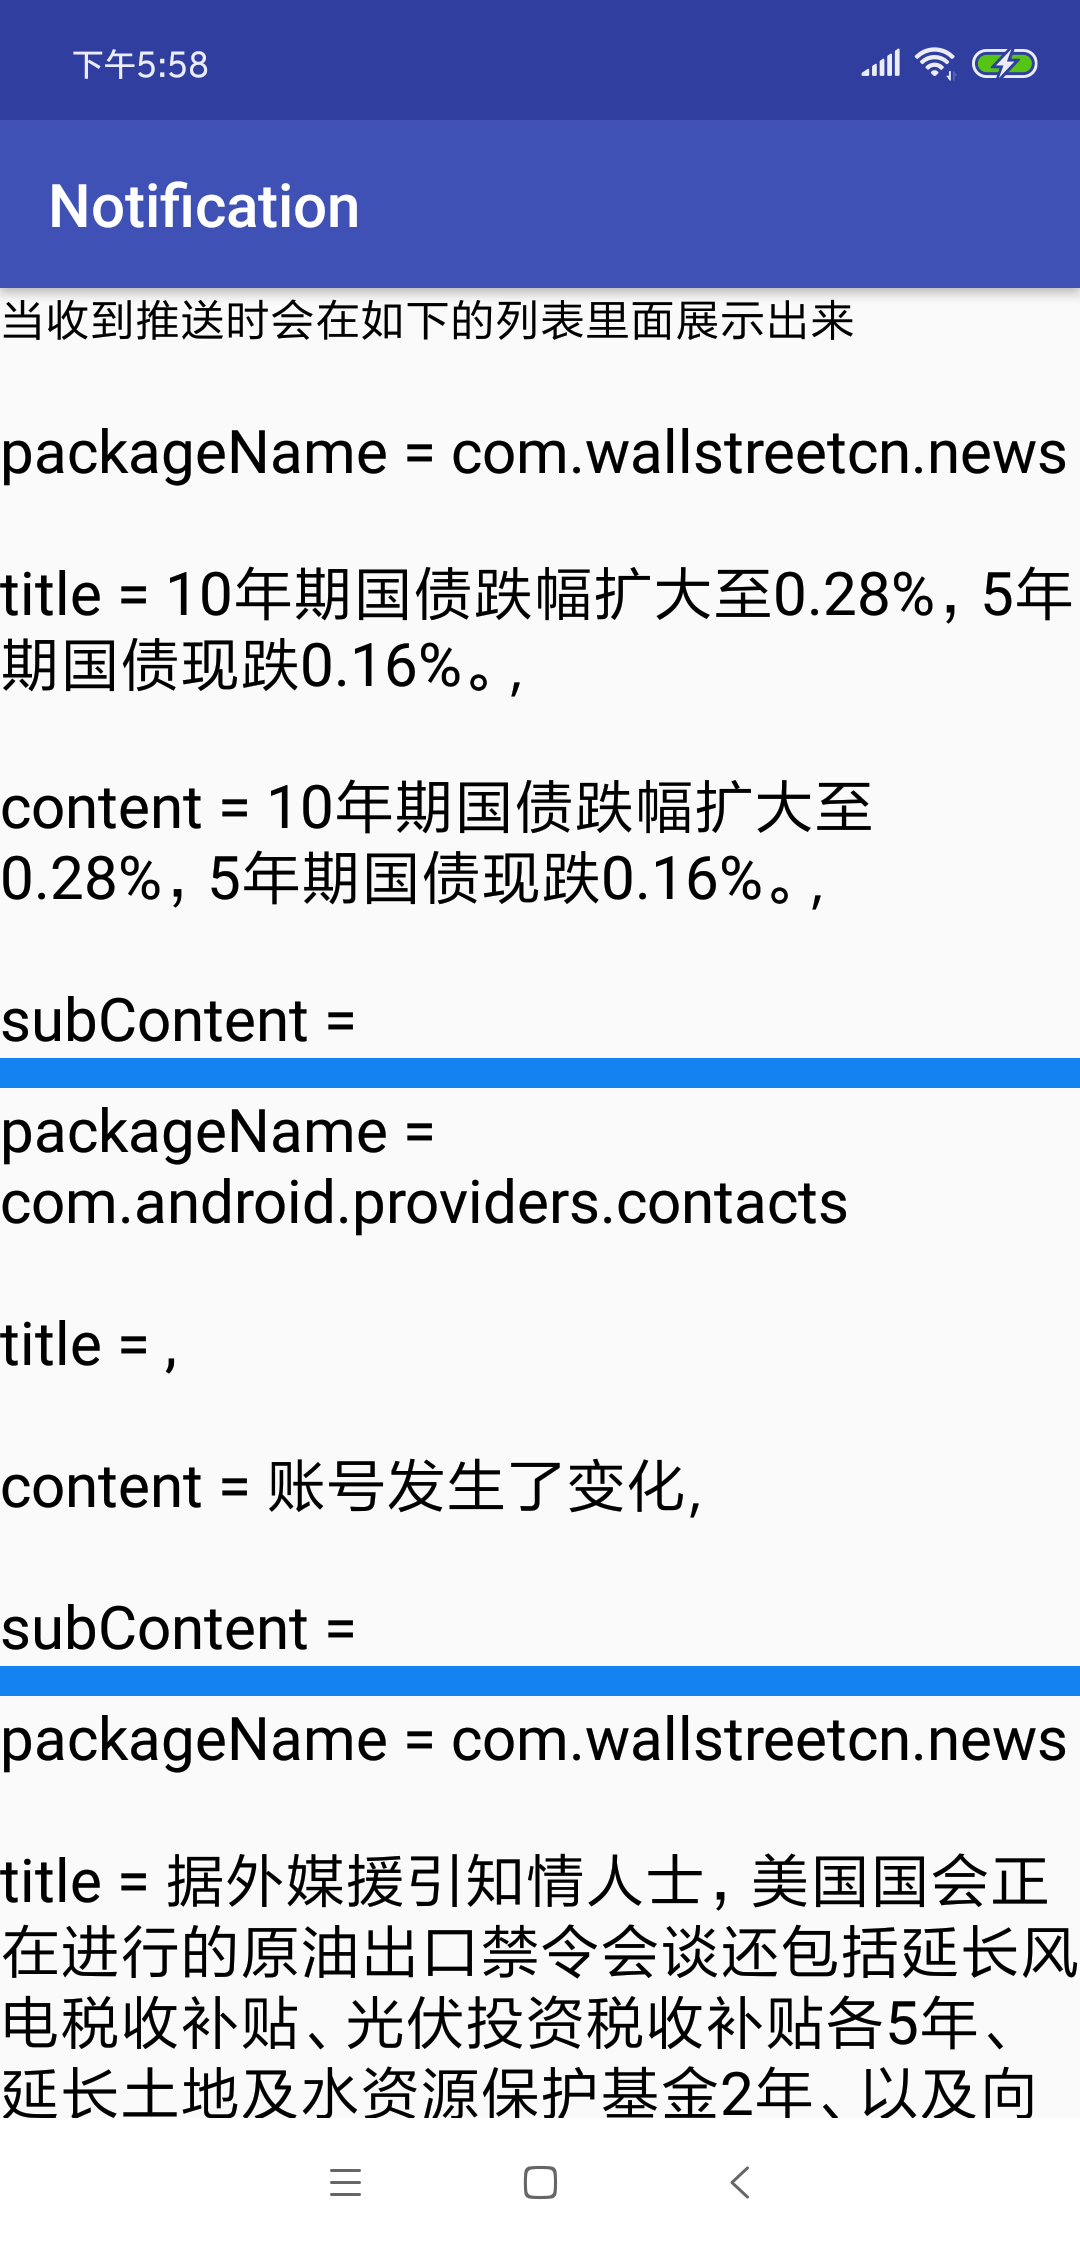 下午5:58
Notification
当收到推送时会在如下的列表里面展示出来
packageName = com.wallstreetcn.news
title = 10年期国债跌幅扩大至0.28%，5年
期国债现跌0.16%。,
content = 10年期国债跌幅扩大至
0.28%，5年期国债现跌0.16%。,
subContent =
packageName =
com.android.providers.contacts
title = ,
content = 账号发生了变化,
subContent =
packageName = com.wallstreetcn.news
title = 据外媒援引知情人士，美国国会正
在进行的原油出口禁令会谈还包括延长风
电税收补贴、光伏投资税收补贴各5年、
延长土地及水资源保护基金2年、以及向